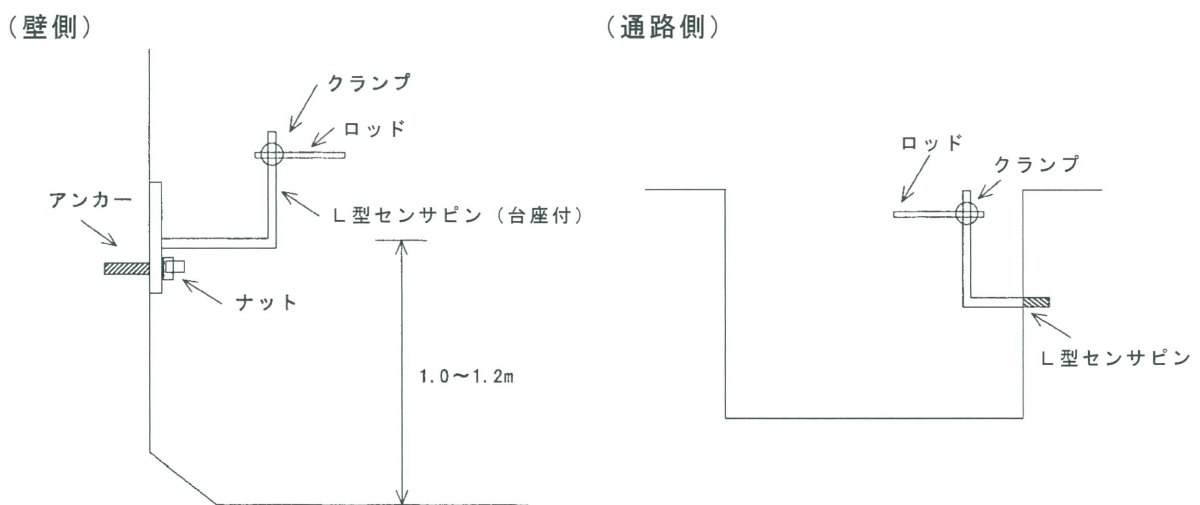 (壁側)
クランプ
ロッド
アンカー
L型センサピン(台座付)
ナット
1.0~1.2m
(通路側)
ロッド
クランプ
L型センサピン